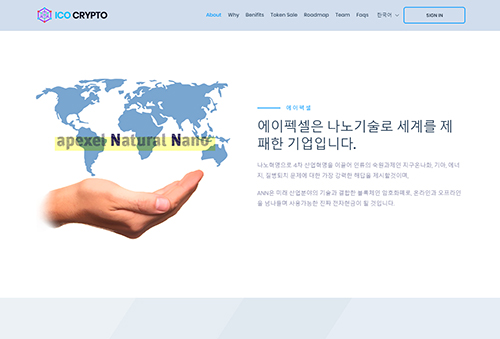 ICO CRYPTO
About Why Benifits Token Sale Roadmap Team Faqs 한국어 SIGN IN
apexel Natural Nano
에이펙셀
에이펙셀은 나노기술로 세계를 제
패한 기업입니다.
나노혁명으로 4차 산업혁명을 이끌어 인류의 숙원과제인 지구온난화, 기아, 에너
지, 질병퇴치 문제에 대한 가장 강력한 해답을 제시할것이며,
ANN은 미래 산업분야의 기술과 결합한 블록체인 암호화폐로, 온라인과 오프라인
을 넘나들며 사용가능한 진짜 전자현금이 될 것입니다.